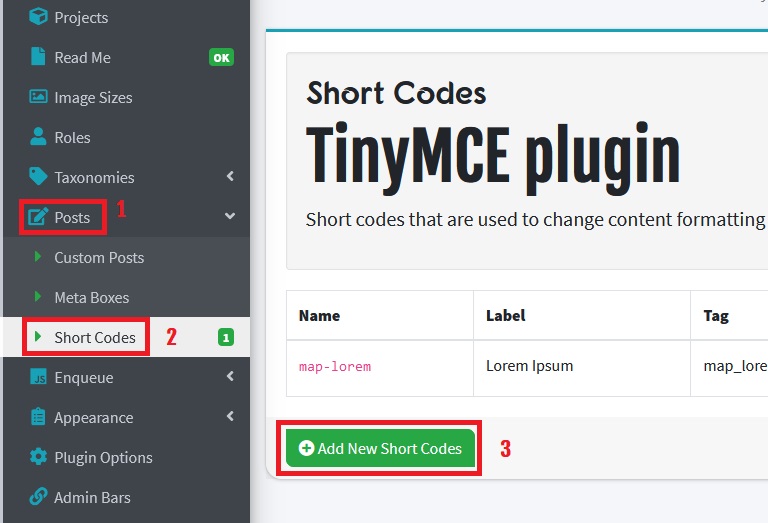 Projects
Read Me OK
Image Sizes
Roles
Taxonomies
Posts 1
Custom Posts
Meta Boxes
Short Codes 2 1
JS Enqueue
Appearance
Plugin Options
Admin Bars
Short Codes
TinyMCE plugin
Short codes that are used to change content formatting
Name Label Tag
map-lorem Lorem Ipsum map_lore
Add New Short Codes 3